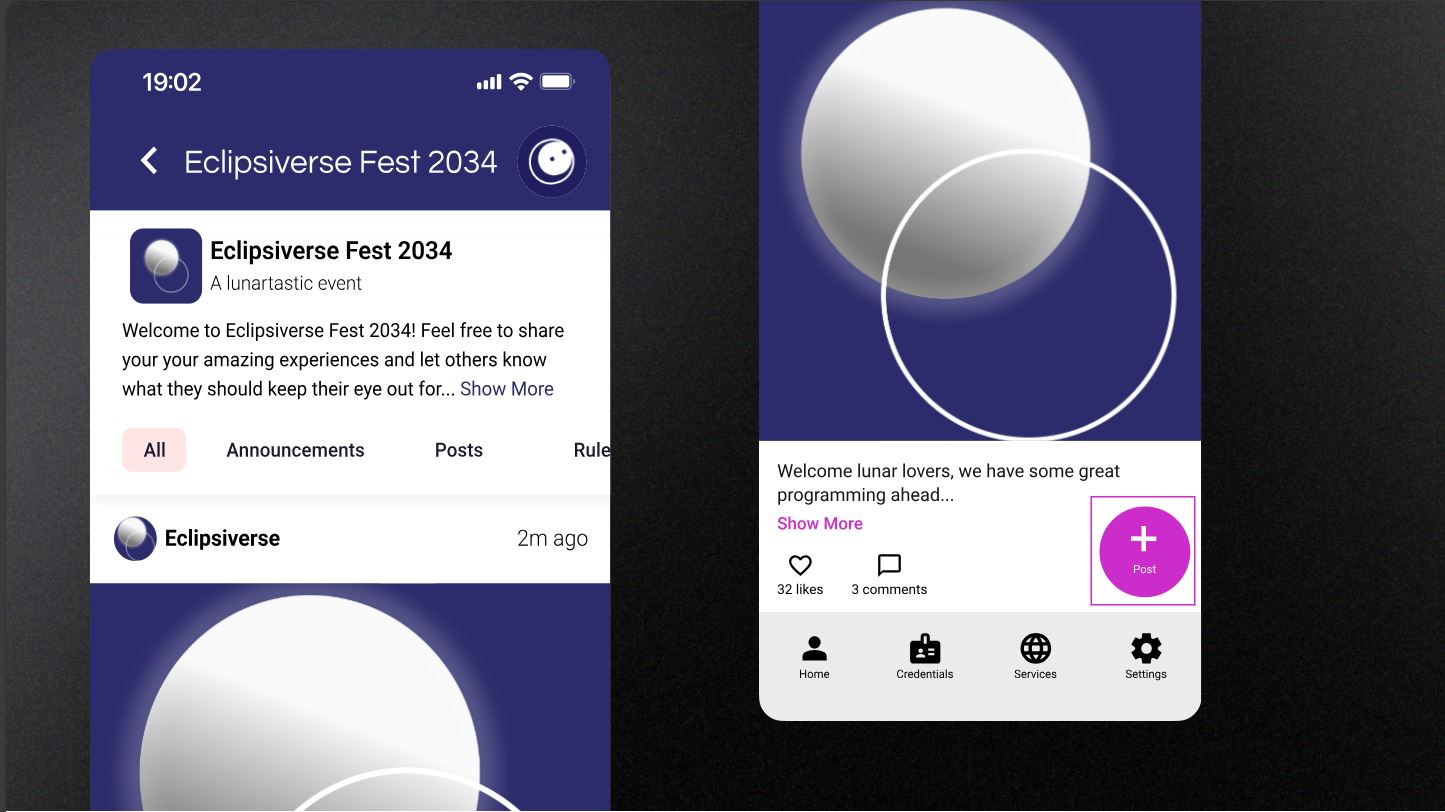 19:02
Eclipsiverse Fest 2034
Eclipsiverse Fest 2034
A lunartastic event
Welcome to Eclipsiverse Fest 2034! Feel free to share
your your amazing experiences and let others know
what they should keep their eye out for... Show More
All Announcements Posts Rule
Eclipsiverse 2m ago
Welcome lunar lovers, we have some great
programming ahead...
Show More
Post
32 likes 3 comments
Home Credentials Services Settings